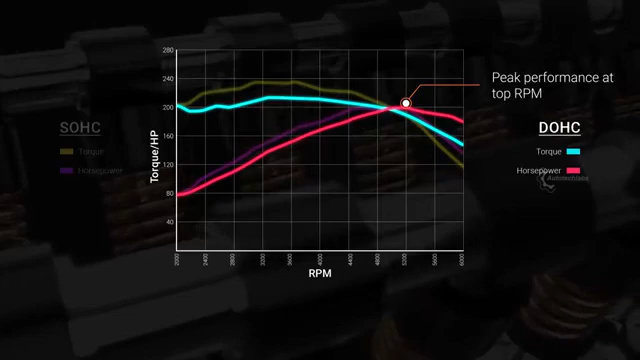 280
240
200
160
120
80
40
Torque/HP
2000
2400
2800
3200
3600
4000
4400
4800
5200
5600
6000
RPM
SOHC
Torque
Horsepower
Peak performance at
top RPM
DOHC
Torque
Horsepower